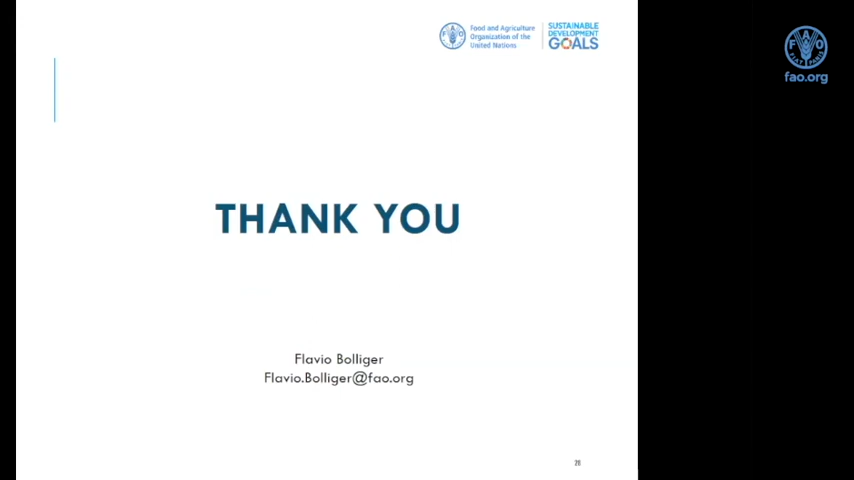 Food and Agriculture
Organization of the
United Nations
SUSTAINABLE
DEVELOPMENT
GOALS
fao.org
THANK YOU
Flavio Bolliger
Flavio.Bolliger@fao.org